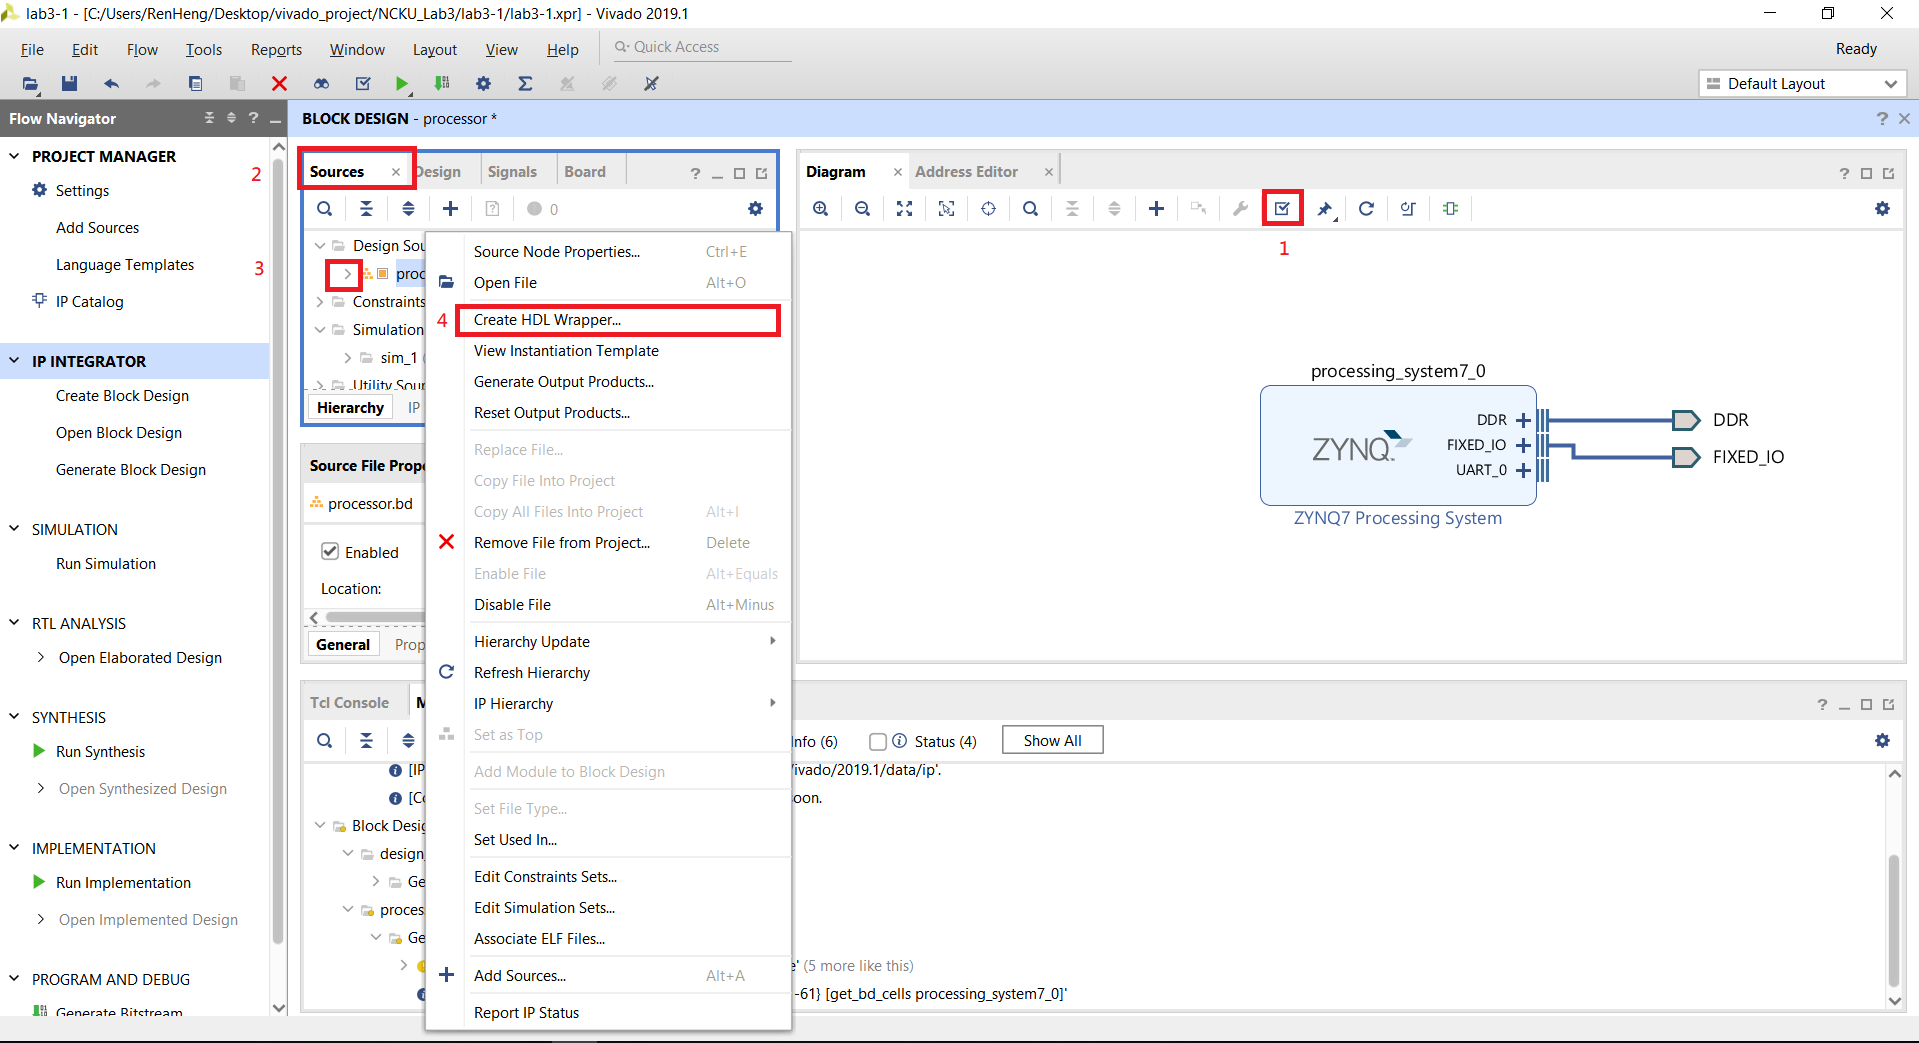 lab3-1 - [C:/Users/RenHeng/Desktop/vivado_project/NCKU_Lab3/lab3-1/lab3-1.xpr] - Vivado 2019.1
File Edit Flow Tools Reports Window Layout View Help Quick Access
Ready
Default Layout
Flow Navigator
PROJECT MANAGER
Settings
Add Sources
Language Templates
IP Catalog
IP INTEGRATOR
Create Block Design
Open Block Design
Generate Block Design
SIMULATION
Run Simulation
RTL ANALYSIS
Open Elaborated Design
SYNTHESIS
Run Synthesis
Open Synthesized Design
IMPLEMENTATION
Run Implementation
Open Implemented Design
PROGRAM AND DEBUG
Generate Bitstream
2
3
BLOCK DESIGN - processor *
Sources Design Signals Board
0
Design Sou
proc
Constraints
Simulation
sim_1 (
Utility Sour
Hierarchy IP
Source File Prope
processor.bd
Enabled
Location:
General Prop
4
Source Node Properties... Ctrl+E
Open File Alt+O
Create HDL Wrapper...
View Instantiation Template
Generate Output Products...
Reset Output Products...
Replace File...
Copy File Into Project
Copy All Files Into Project Alt+I
Remove File from Project... Delete
Enable File Alt+Equals
Disable File Alt+Minus
Hierarchy Update
Refresh Hierarchy
IP Hierarchy
Set as Top
Add Module to Block Design
Set File Type...
Set Used In...
Edit Constraints Sets...
Edit Simulation Sets...
Associate ELF Files...
Add Sources... Alt+A
Report IP Status
Diagram Address Editor
1
processing_system7_0
ZYNQ
DDR
FIXED_IO
UART_0
ZYNQ7 Processing System
DDR
FIXED_IO
Tcl Console M
Info (6) Status (4) Show All
[IP /ivado/2019.1/data/ip'.
[Co oon.
Block Desig
design
Ge
proces
Ge
e' (5 more like this)
-61} [get_bd_cells processing_system7_0]'